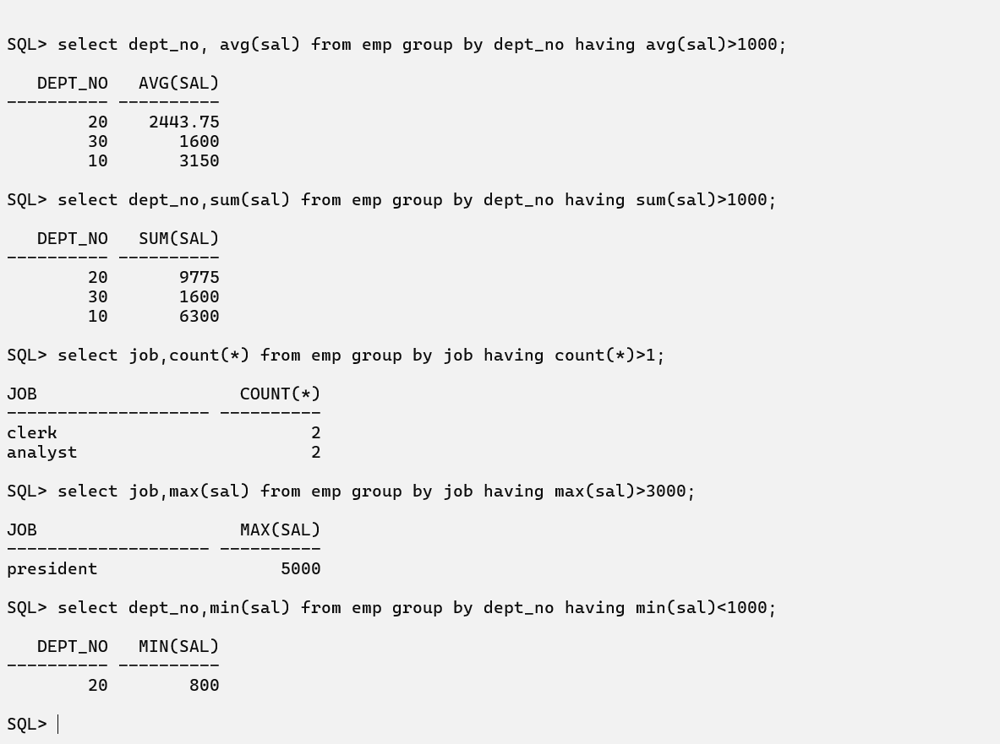 SQL> select dept_no, avg(sal) from emp group by dept_no having avg(sal)>1000;
   DEPT_NO   AVG(SAL)
---------- ----------
        20    2443.75
        30       1600
        10       3150
SQL> select dept_no,sum(sal) from emp group by dept_no having sum(sal)>1000;
   DEPT_NO   SUM(SAL)
---------- ----------
        20       9775
        30       1600
        10       6300
SQL> select job,count(*) from emp group by job having count(*)>1;
JOB                    COUNT(*)
-------------------- ----------
clerk                         2
analyst                       2
SQL> select job,max(sal) from emp group by job having max(sal)>3000;
JOB                    MAX(SAL)
-------------------- ----------
president                  5000
SQL> select dept_no,min(sal) from emp group by dept_no having min(sal)<1000;
   DEPT_NO   MIN(SAL)
---------- ----------
        20        800
SQL>